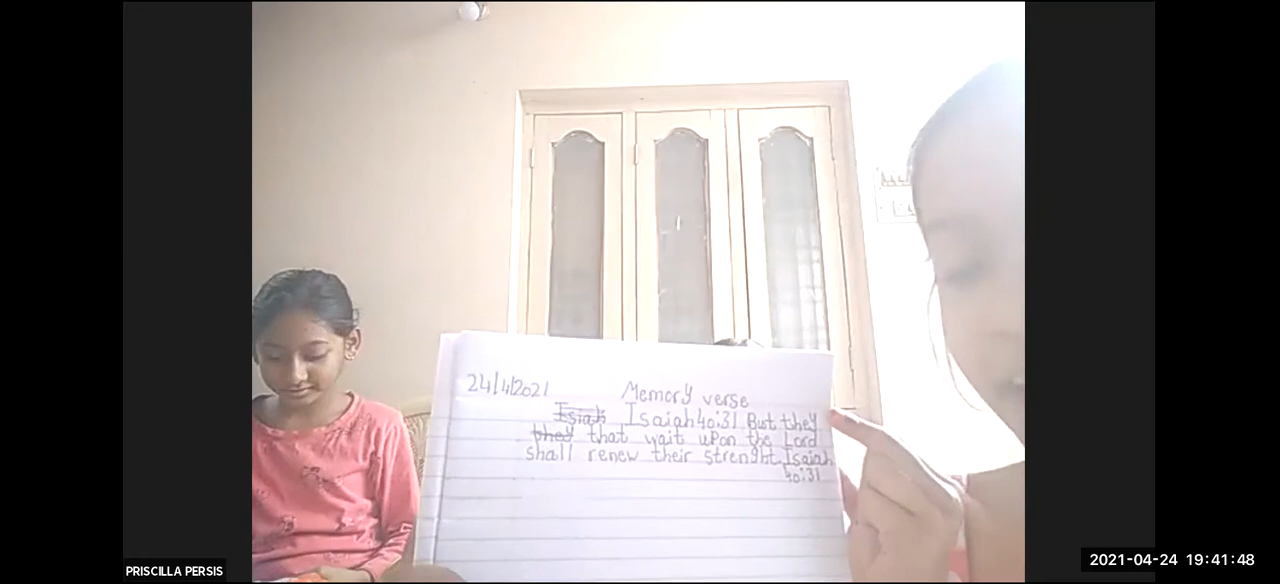 24/4/2021 Memory verse
Isiah Isaiah 40:31 But they
they that wait upon the Lord
shall renew their strenght. Isaiah
40:31
PRISCILLA PERSIS
2021-04-24 19:41:48